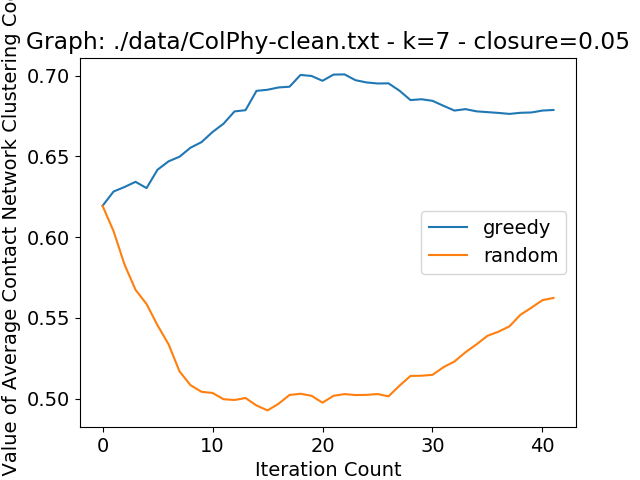 Graph: ./data/ColPhy-clean.txt - k=7 - closure=0.05
Value of Average Contact Network Clustering Co
0.70
0.65
0.60
0.55
0.50
greedy
random
0
10
20
30
40
Iteration Count